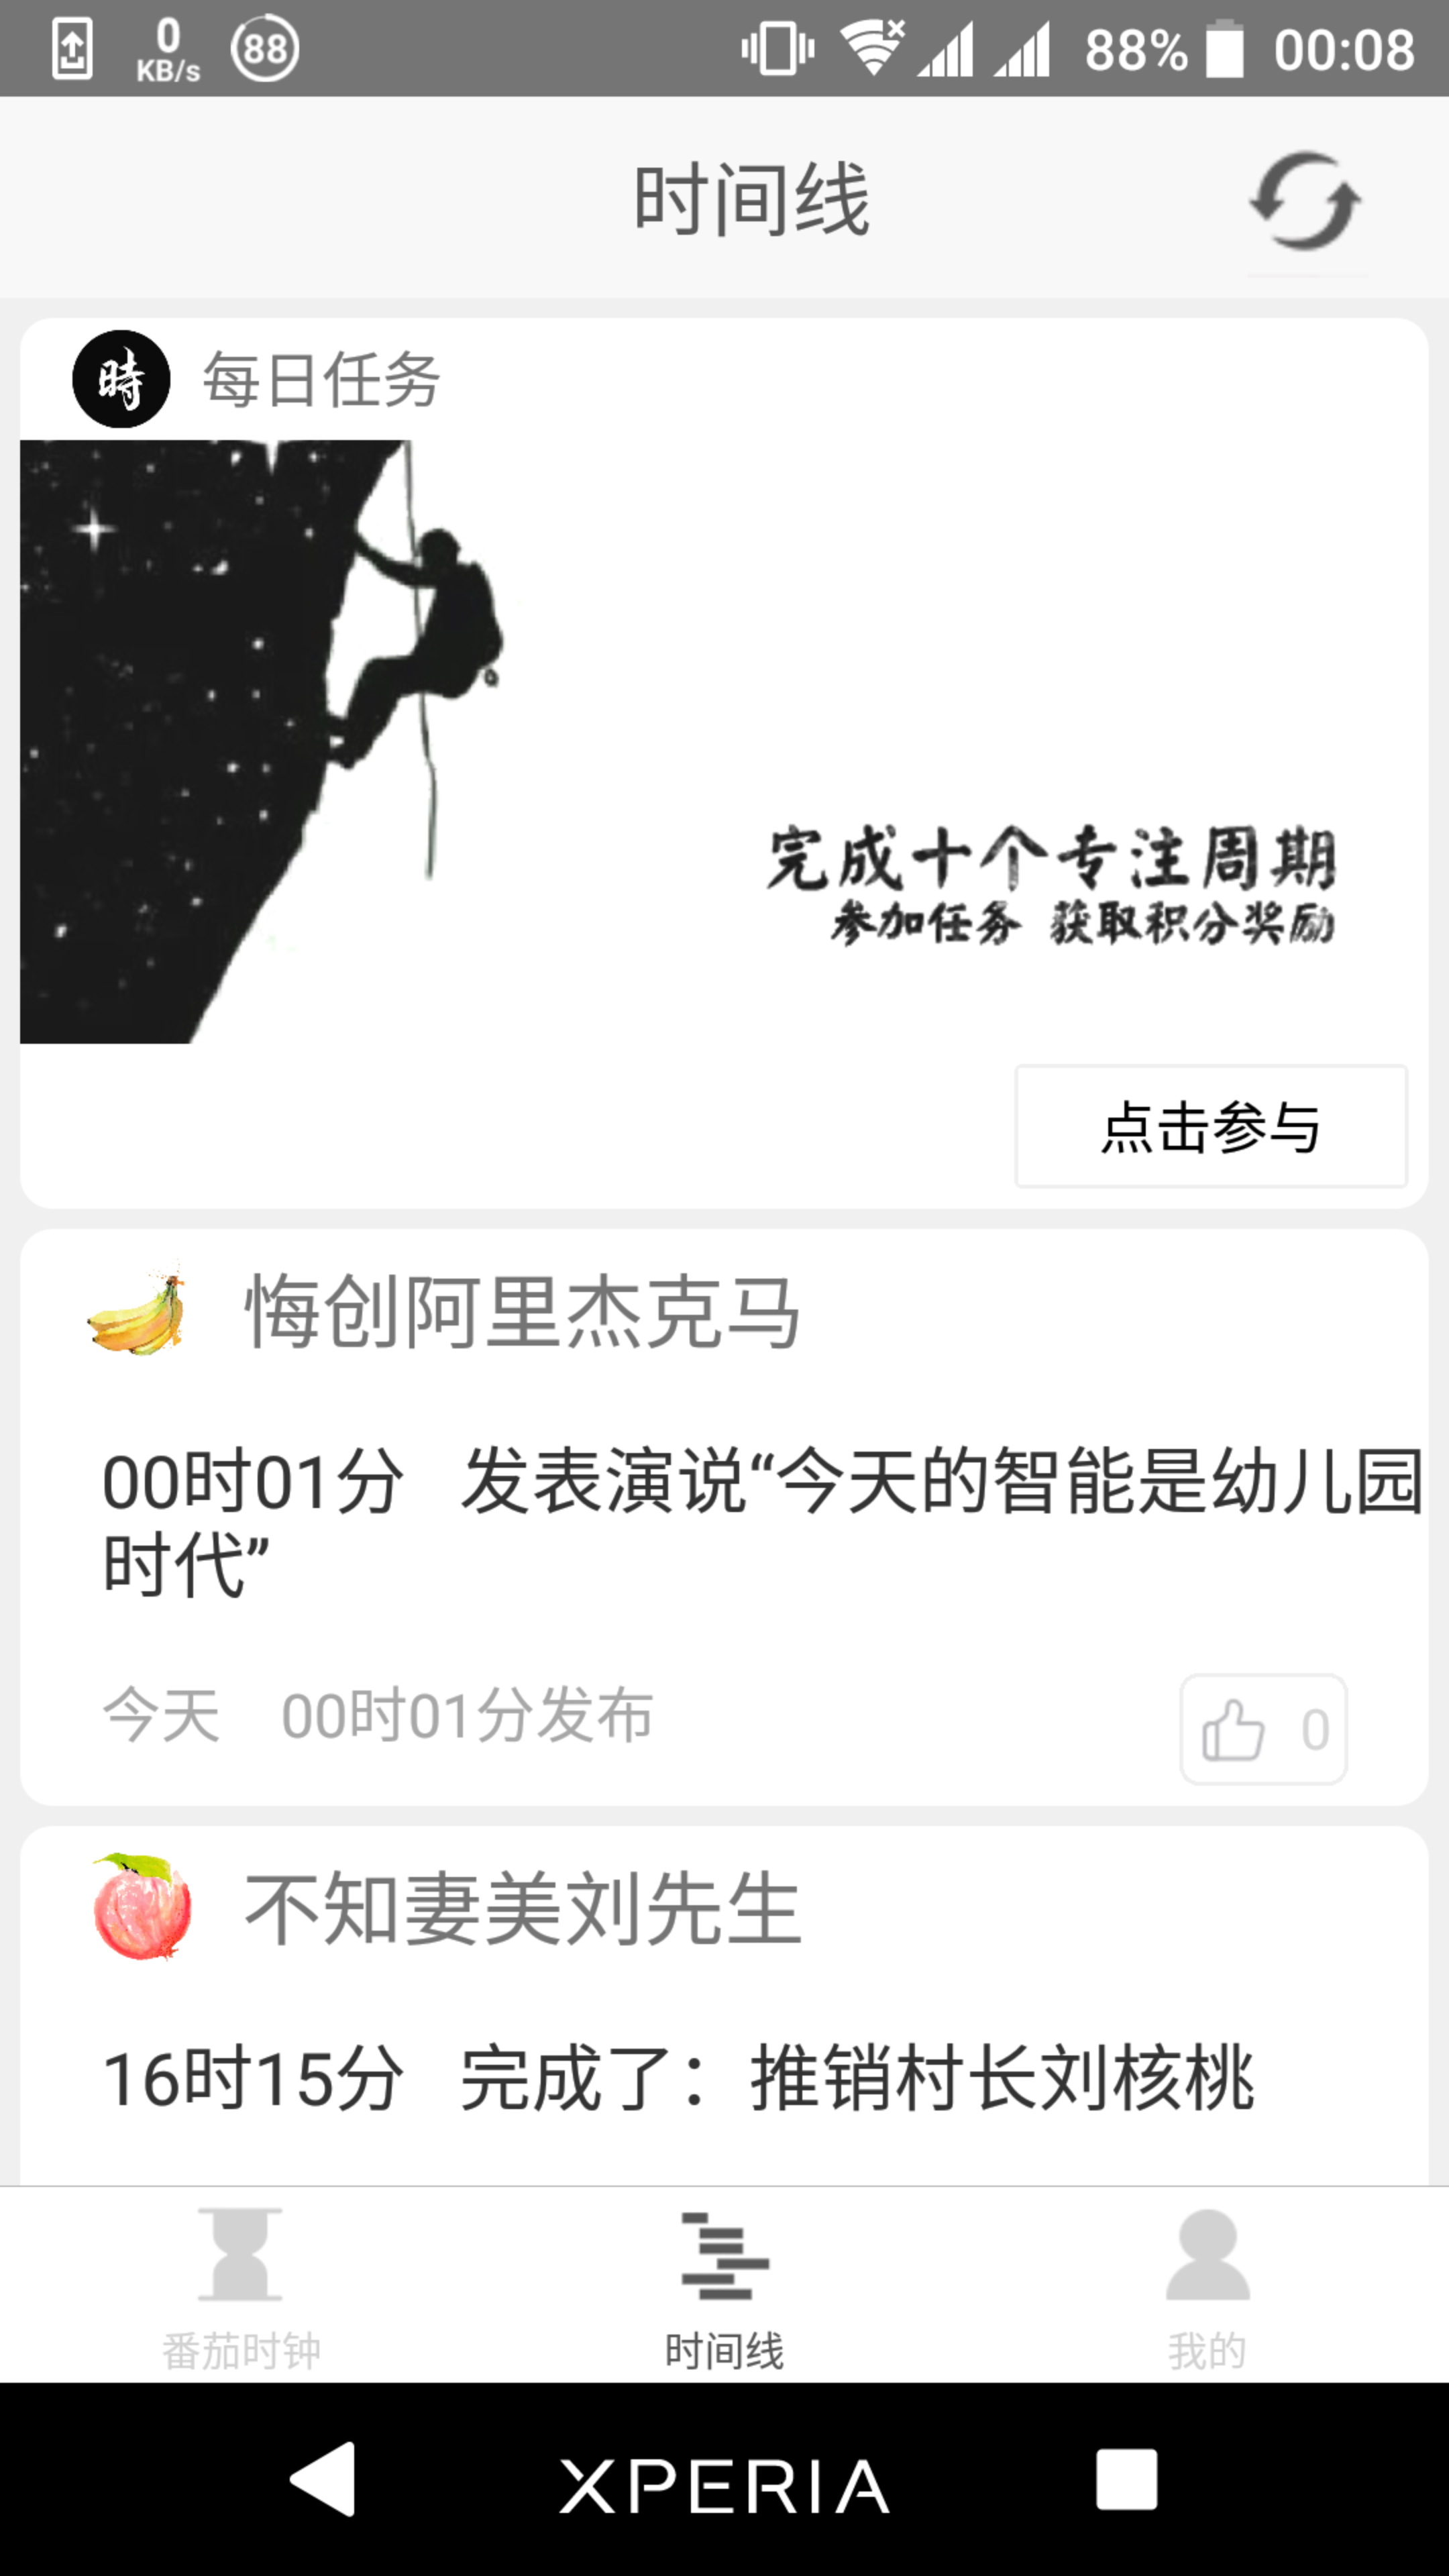 0
KB/s
88
88%
00:08
时间线
時
每日任务
完成十个专注周期
参加任务 获取积分奖励
点击参与
悔创阿里杰克马
00时01分 发表演说“今天的智能是幼儿园
时代”
今天 00时01分发布
0
不知妻美刘先生
16时15分 完成了：推销村长刘核桃
番茄时钟
时间线
我的
XPERIA